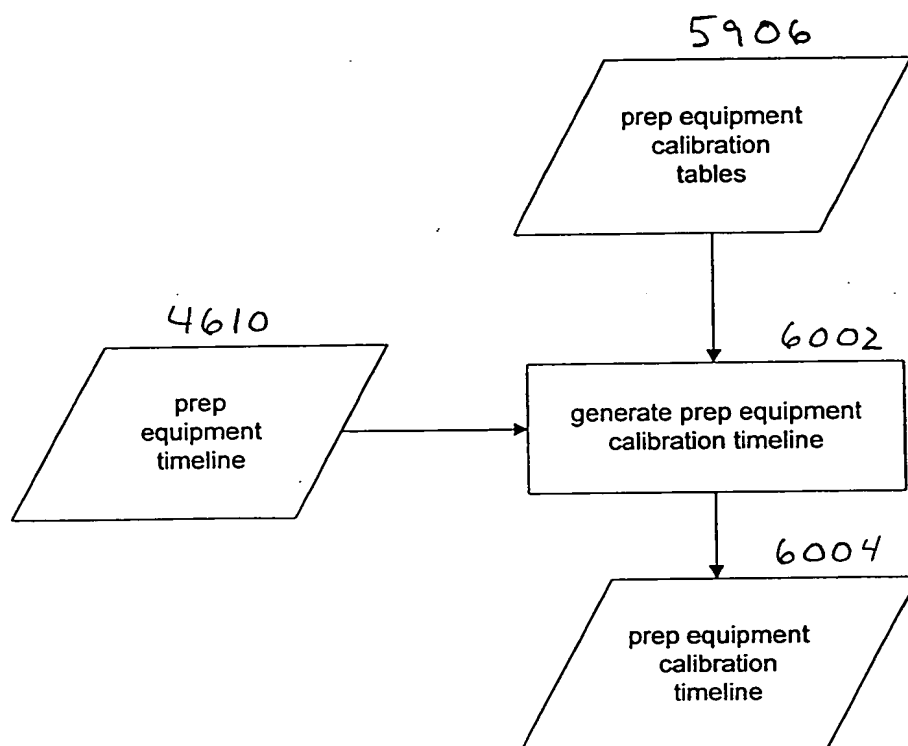 5906
prep equipment
calibration
tables
4610
prep
equipment
timeline
6002
generate prep equipment
calibration timeline
6004
prep equipment
calibration
timeline